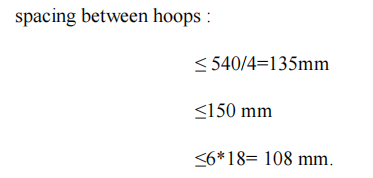 spacing between hoops :
≤ 540/4=135mm
≤150 mm
≤6*18= 108 mm.